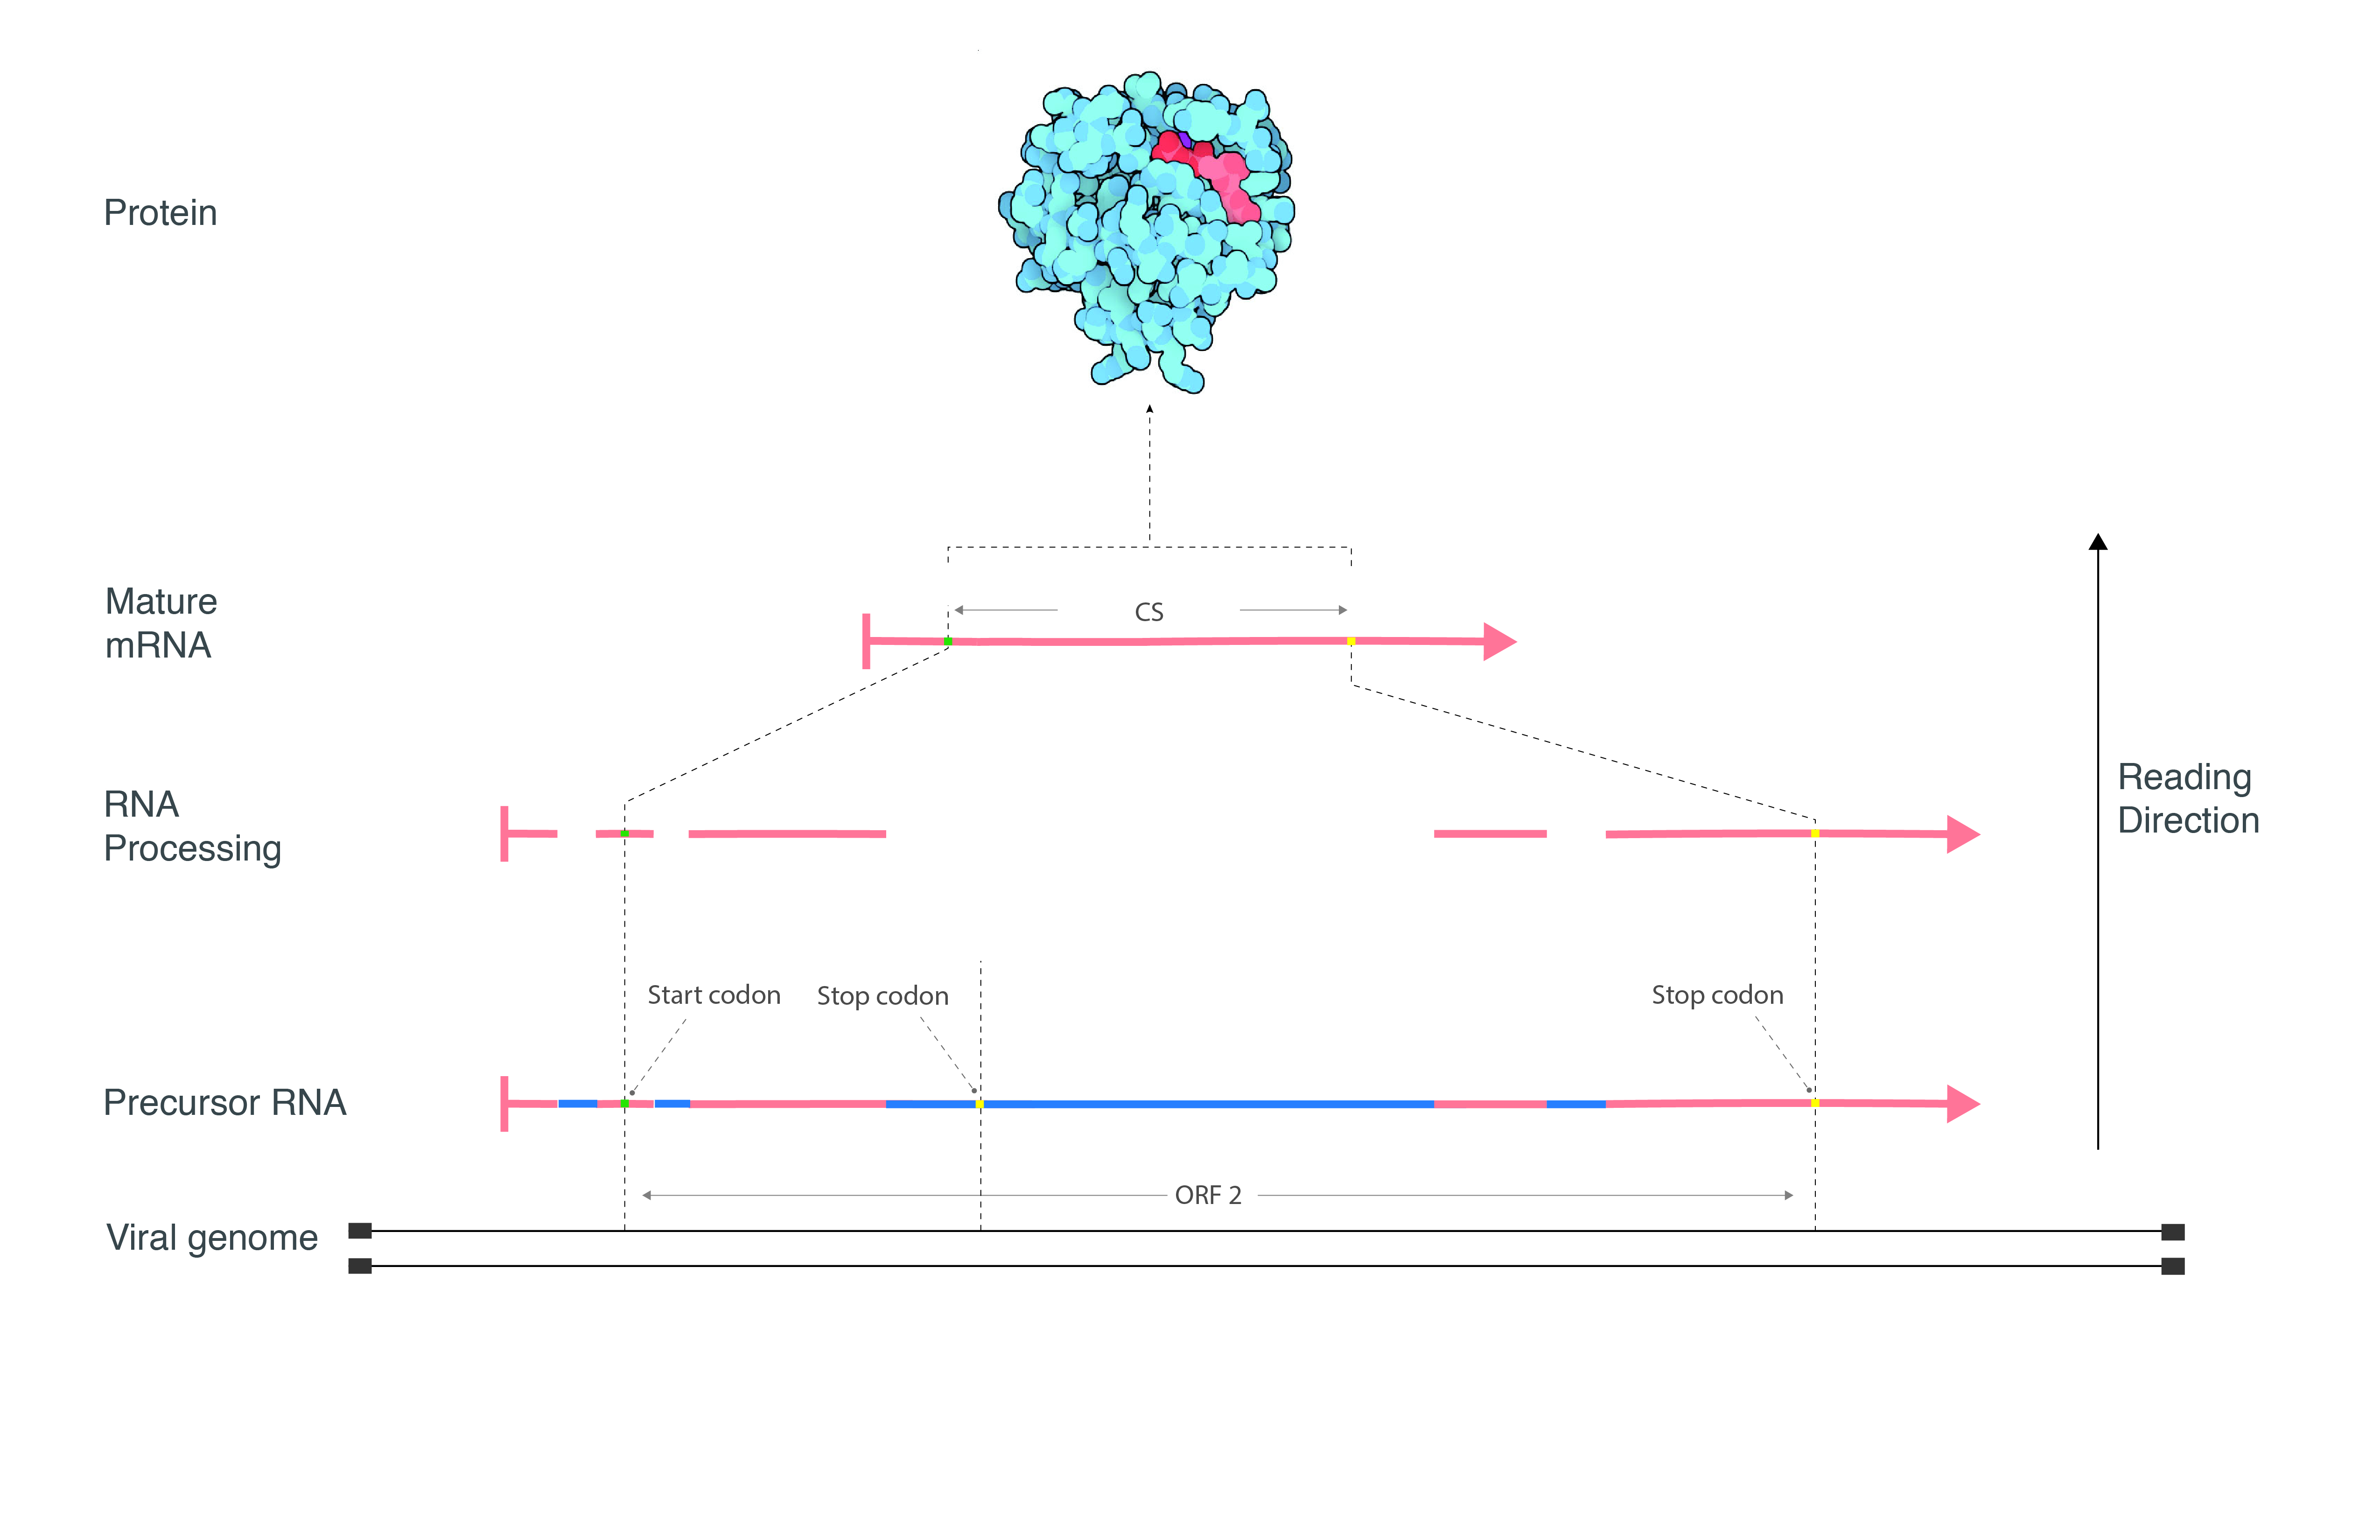 Protein
Mature
mRNA
CS
RNA
Processing
Reading
Direction
Start codon
Stop codon
Stop codon
Precursor RNA
ORF 2
Viral genome